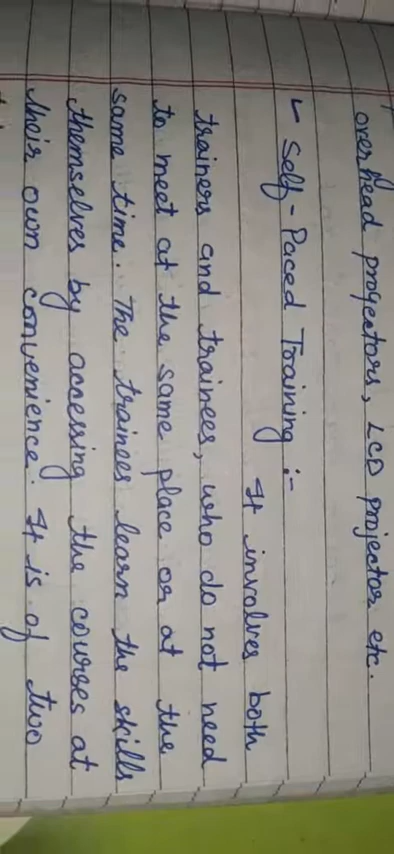 overhead progectors, LCD projector etc.
- Self-Paced Training :-
It involves both
trainers and trainees, who do not need
to meet at the same place or at the
same time. The trainees learn the skills
themselves by accessing the courses at
their own convenience. It is of two